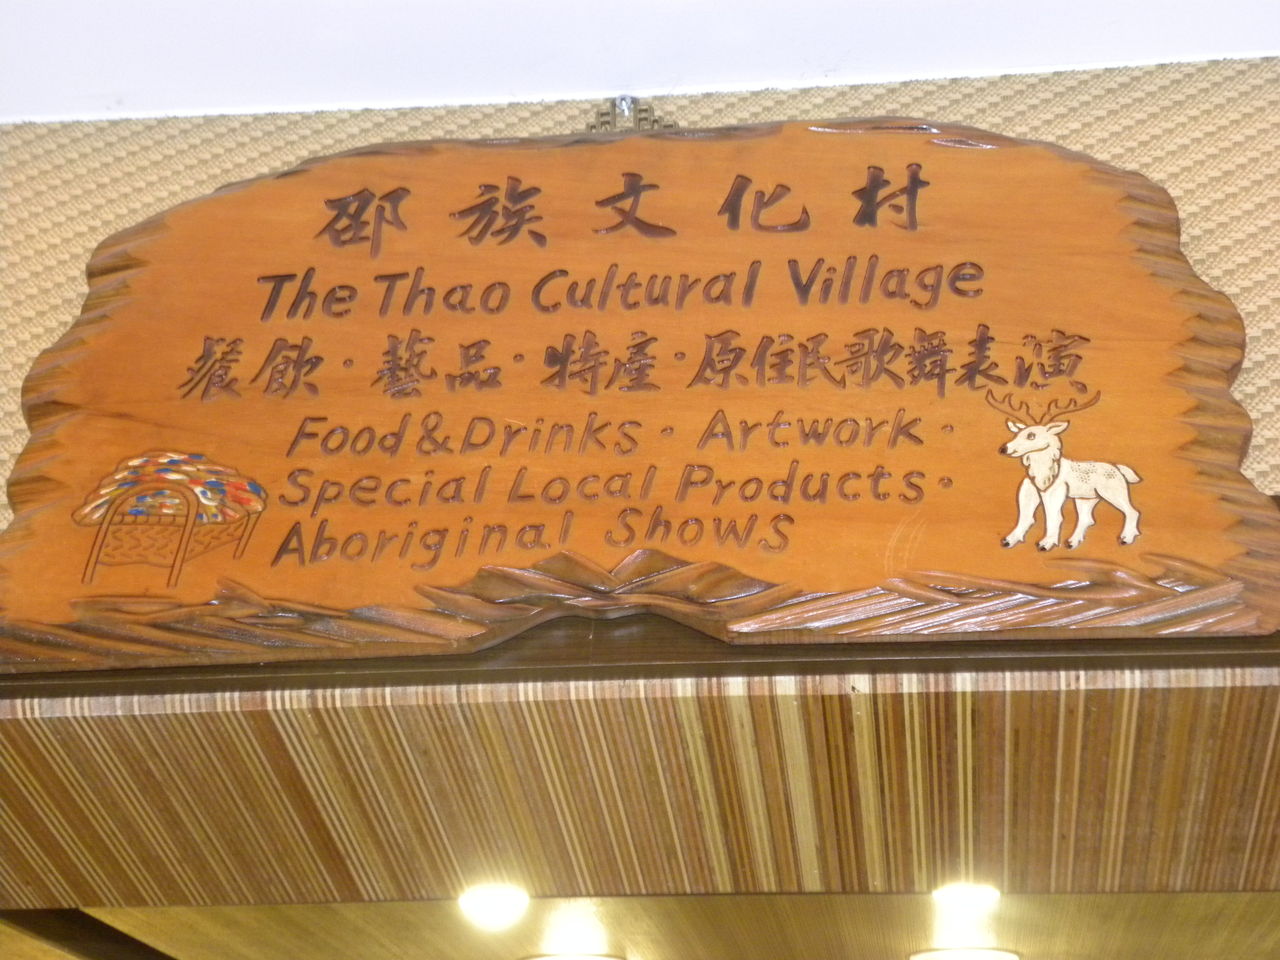 邵族文化村
The Thao Cultural Village
餐飲·藝品·特產·原住民歌舞表演
Food & Drinks · Artwork ·
Special Local Products ·
Aboriginal Shows